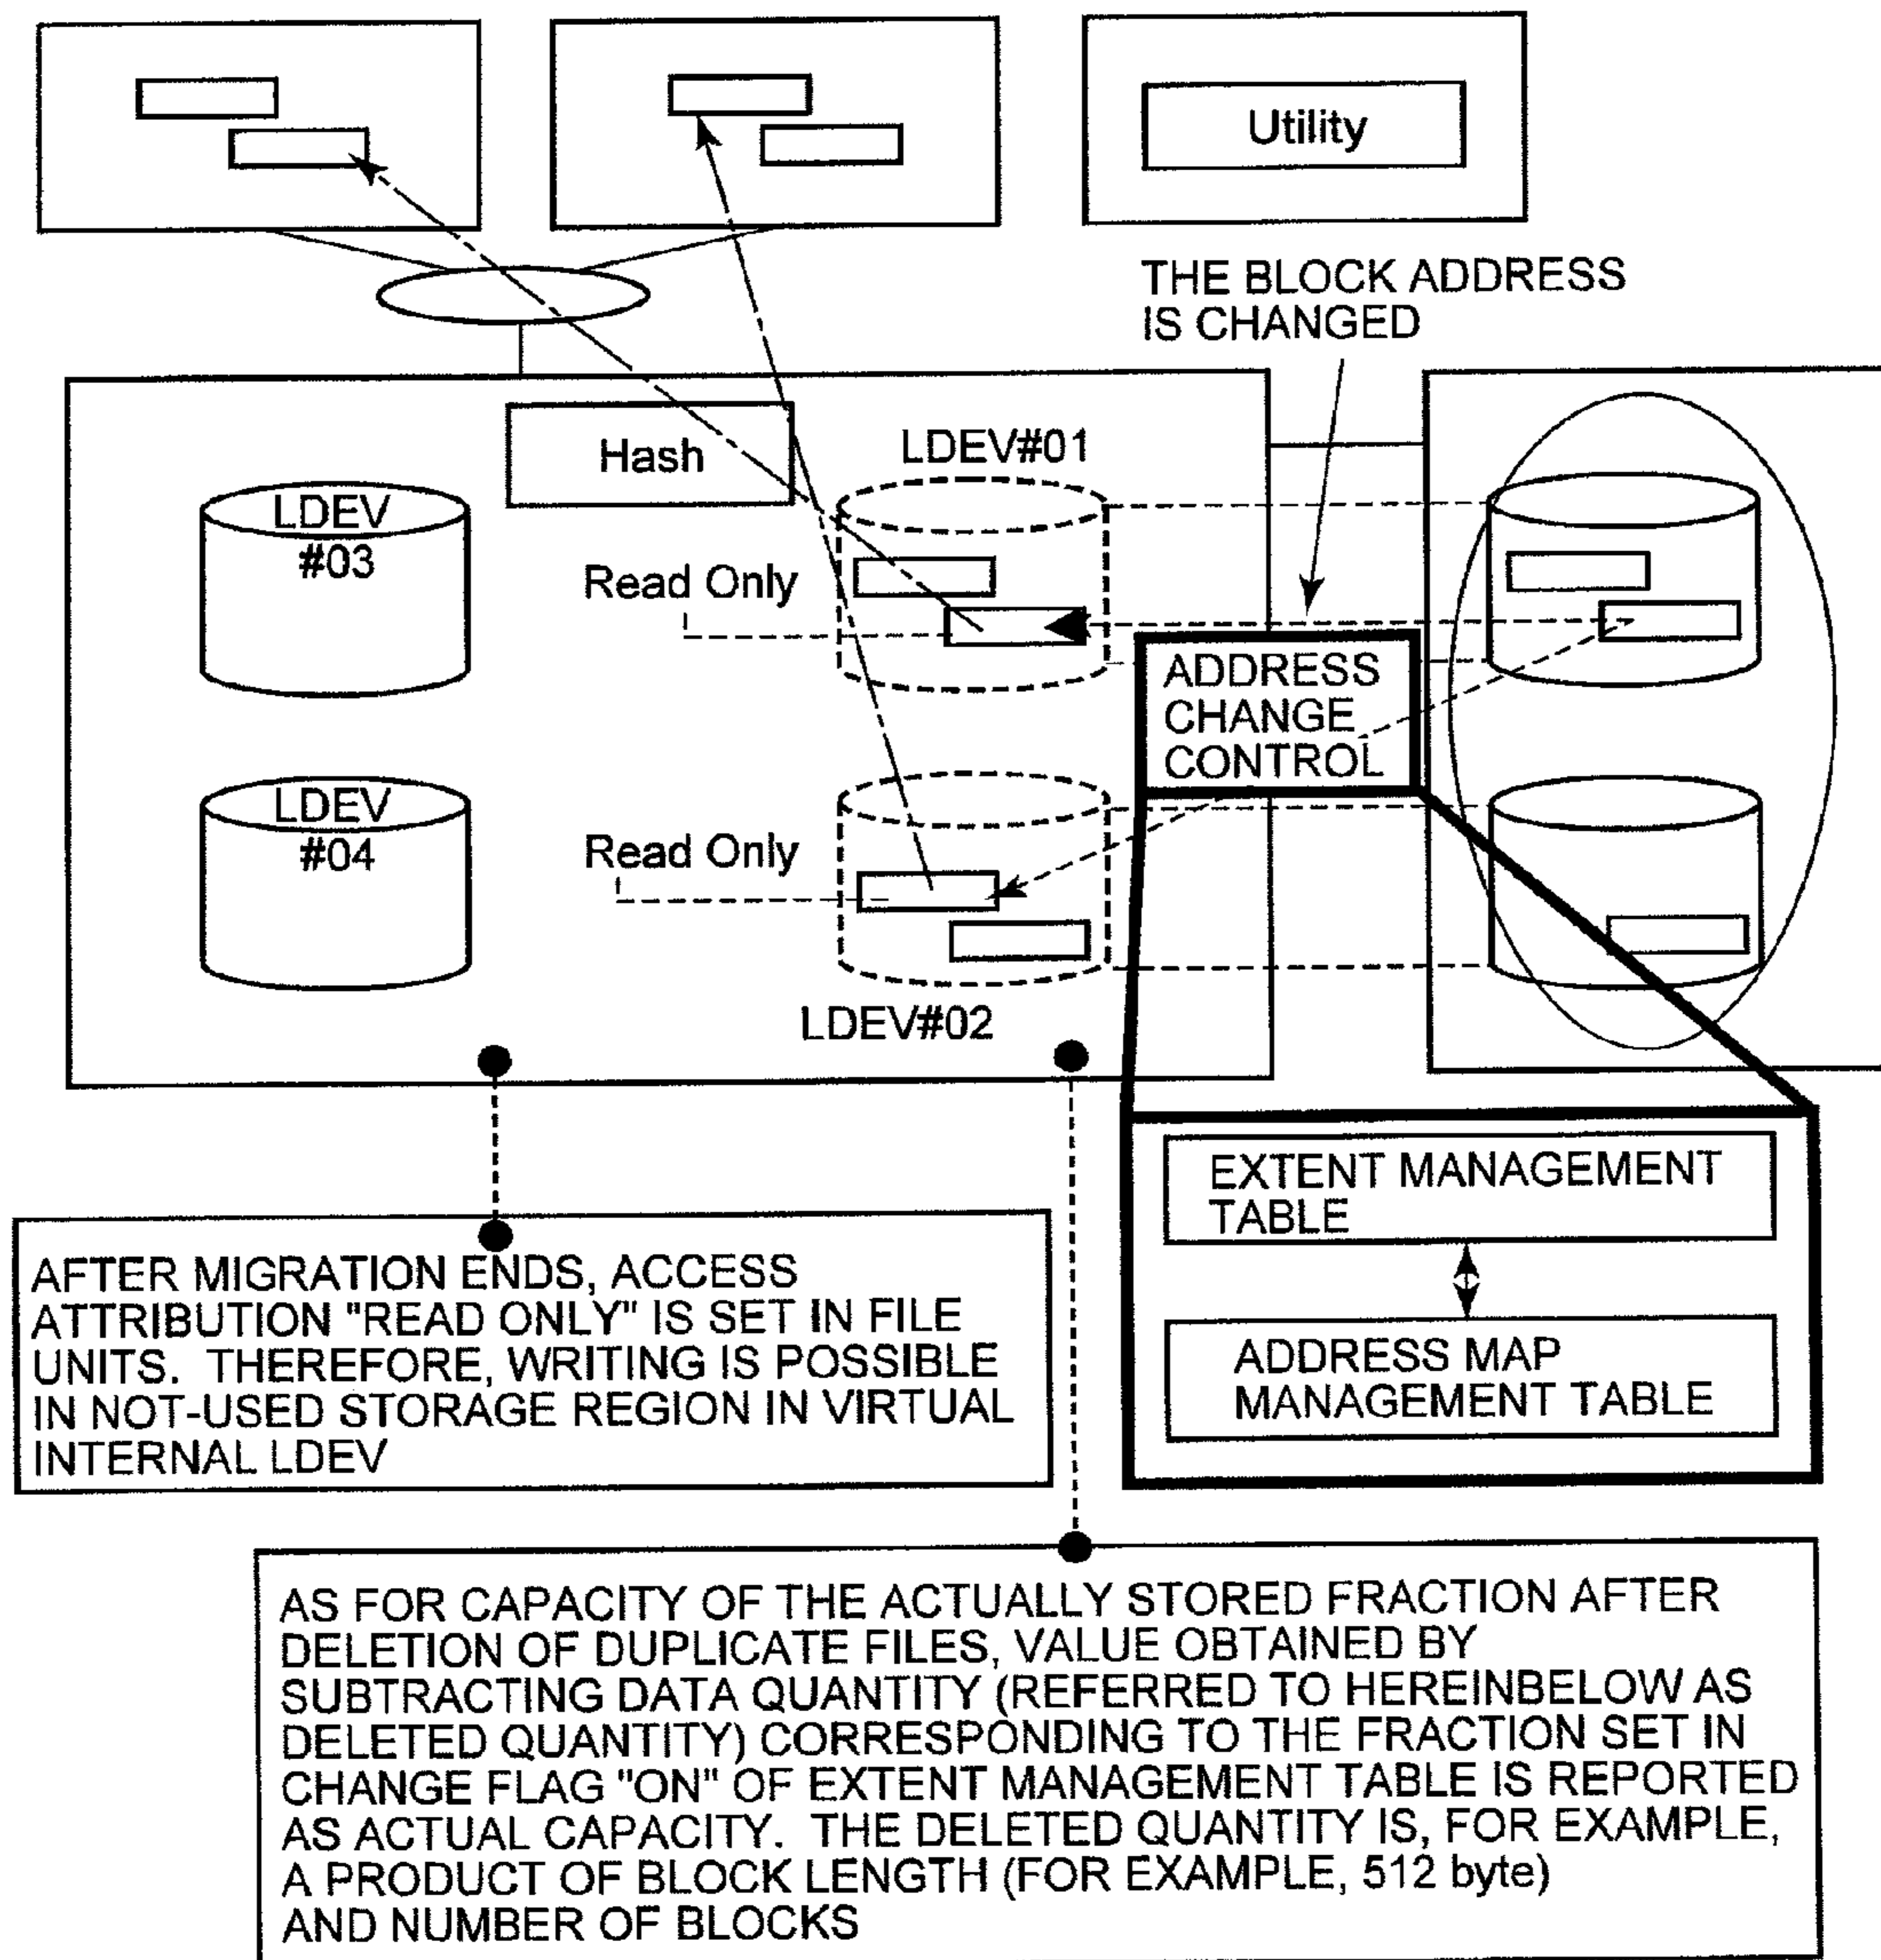 Utility
THE BLOCK ADDRESS
IS CHANGED
Hash
LDEV#01
LDEV
#03
Read Only
ADDRESS
CHANGE
CONTROL
LDEV
#04
Read Only
LDEV#02
EXTENT MANAGEMENT
TABLE
ADDRESS MAP
MANAGEMENT TABLE
AFTER MIGRATION ENDS, ACCESS
ATTRIBUTION "READ ONLY" IS SET IN FILE
UNITS. THEREFORE, WRITING IS POSSIBLE
IN NOT-USED STORAGE REGION IN VIRTUAL
INTERNAL LDEV
AS FOR CAPACITY OF THE ACTUALLY STORED FRACTION AFTER
DELETION OF DUPLICATE FILES, VALUE OBTAINED BY
SUBTRACTING DATA QUANTITY (REFERRED TO HEREINBELOW AS
DELETED QUANTITY) CORRESPONDING TO THE FRACTION SET IN
CHANGE FLAG "ON" OF EXTENT MANAGEMENT TABLE IS REPORTED
AS ACTUAL CAPACITY. THE DELETED QUANTITY IS, FOR EXAMPLE,
A PRODUCT OF BLOCK LENGTH (FOR EXAMPLE, 512 byte)
AND NUMBER OF BLOCKS